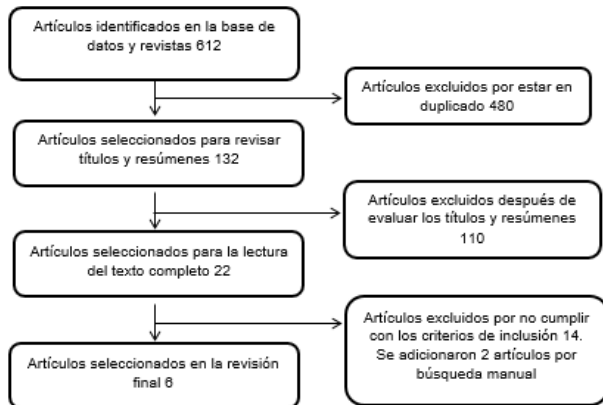 Artículos identificados en la base de
datos y revistas 612
Artículos excluidos por estar en
duplicado 480
Artículos seleccionados para revisar
títulos y resúmenes 132
Artículos excluidos después de
evaluar los títulos y resúmenes
110
Artículos seleccionados para la lectura
del texto completo 22
Artículos excluidos por no cumplir
con los criterios de inclusión 14.
Se adicionaron 2 artículos por
búsqueda manual
Artículos seleccionados en la revisión
final 6